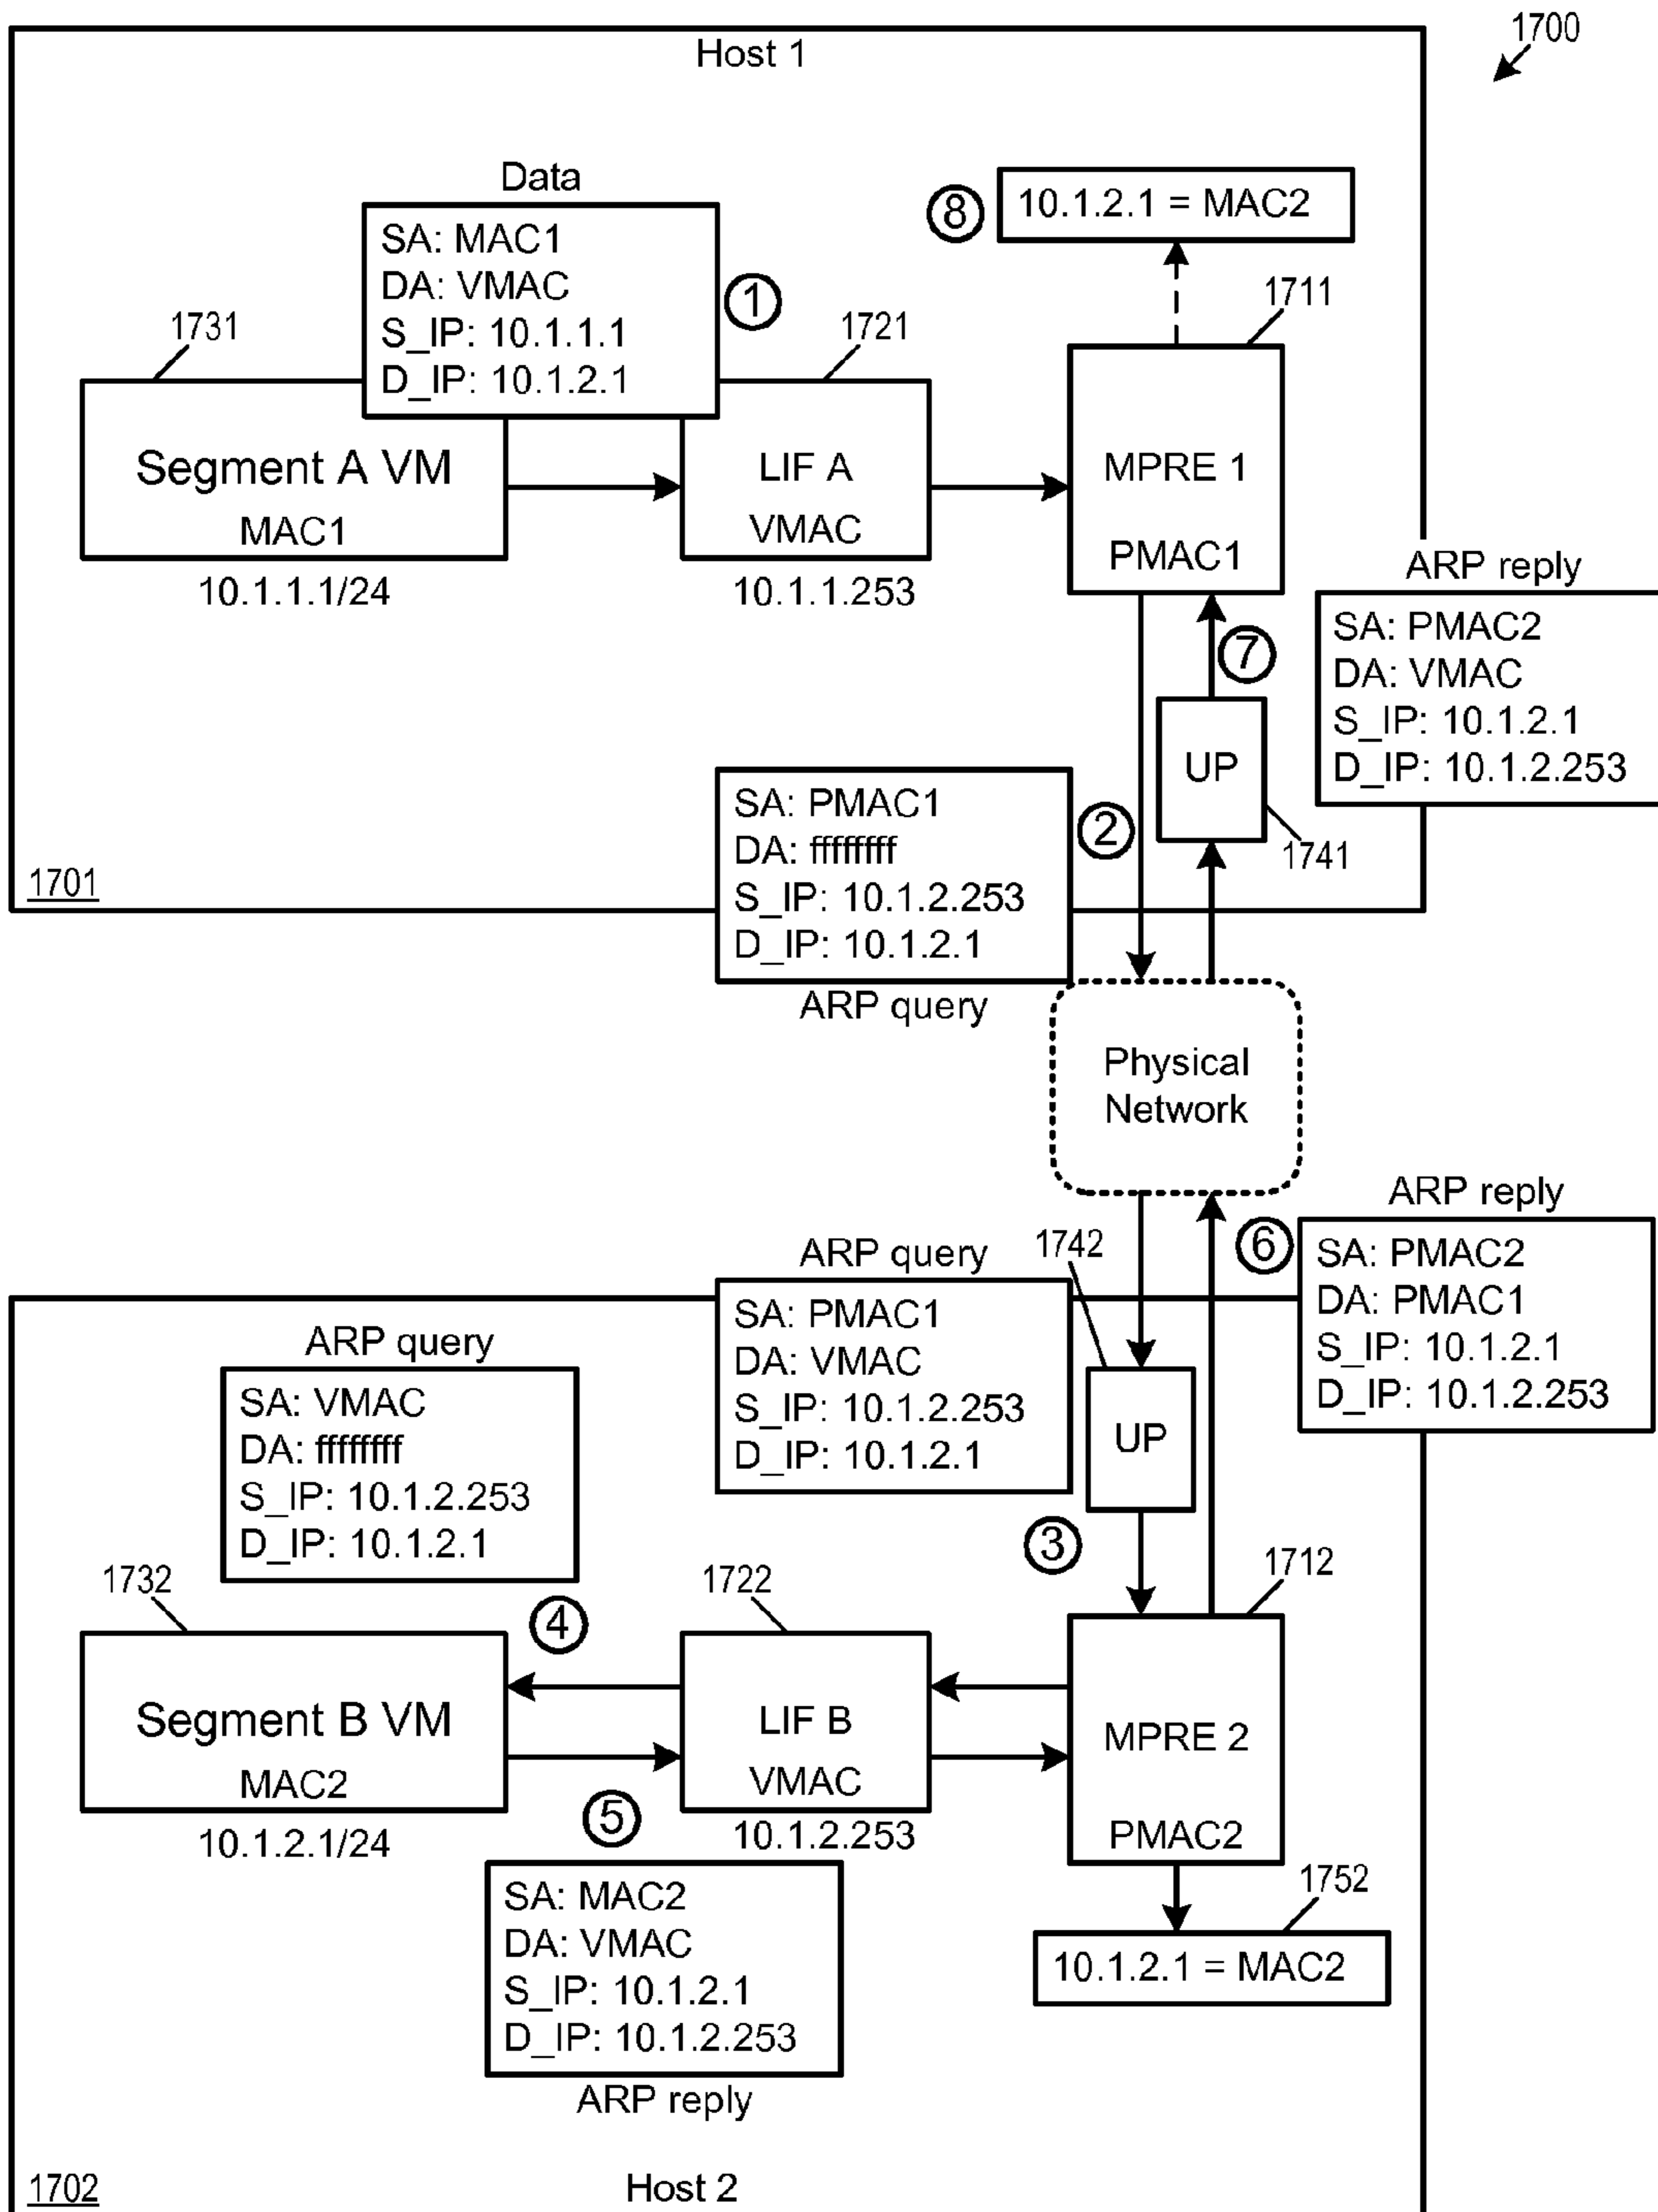 1700
Host 1
Data
SA: MAC1
DA: VMAC
S_IP: 10.1.1.1
D_IP: 10.1.2.1
1
8
10.1.2.1 = MAC2
1731
1721
1711
Segment A VM
MAC1
10.1.1.1/24
LIF A
VMAC
10.1.1.253
MPRE 1
PMAC1
ARP reply
SA: PMAC2
DA: VMAC
S_IP: 10.1.2.1
D_IP: 10.1.2.253
7
UP
1741
SA: PMAC1
DA: ffffffff
S_IP: 10.1.2.253
D_IP: 10.1.2.1
ARP query
2
1701
Physical
Network
ARP reply
SA: PMAC2
DA: PMAC1
S_IP: 10.1.2.1
D_IP: 10.1.2.253
6
1742
ARP query
SA: PMAC1
DA: VMAC
S_IP: 10.1.2.253
D_IP: 10.1.2.1
UP
3
ARP query
SA: VMAC
DA: ffffffff
S_IP: 10.1.2.253
D_IP: 10.1.2.1
1732
4
1722
1712
Segment B VM
MAC2
10.1.2.1/24
LIF B
VMAC
10.1.2.253
MPRE 2
PMAC2
5
SA: MAC2
DA: VMAC
S_IP: 10.1.2.1
D_IP: 10.1.2.253
ARP reply
1752
10.1.2.1 = MAC2
1702
Host 2